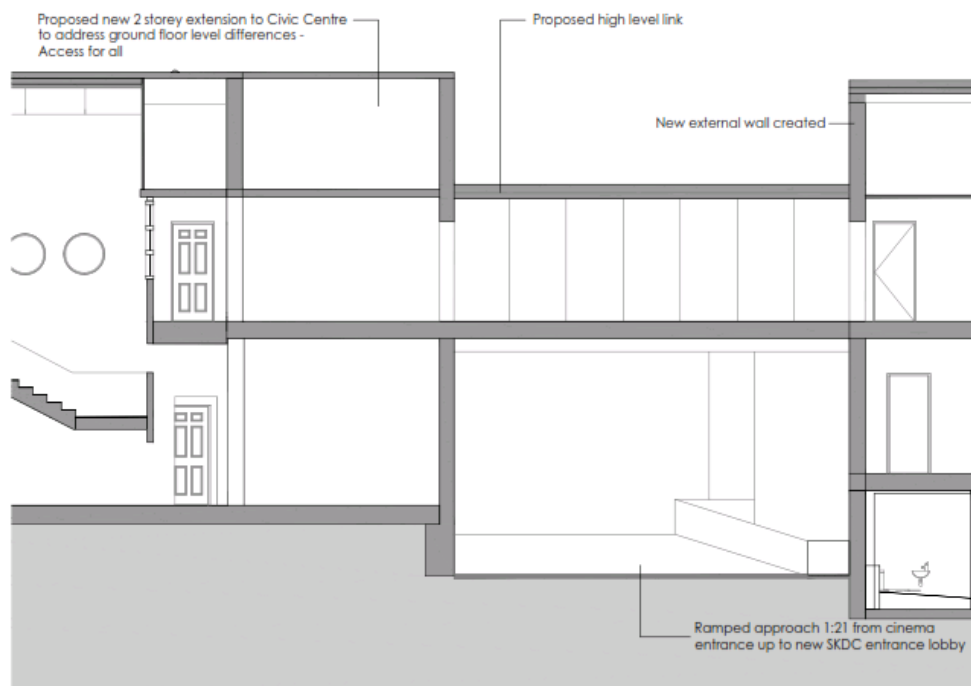 Proposed new 2 storey extension to Civic Centre
to address ground floor level differences -
Access for all
Proposed high level link
New external wall created
Ramped approach 1:21 from cinema
entrance up to new SKDC entrance lobby